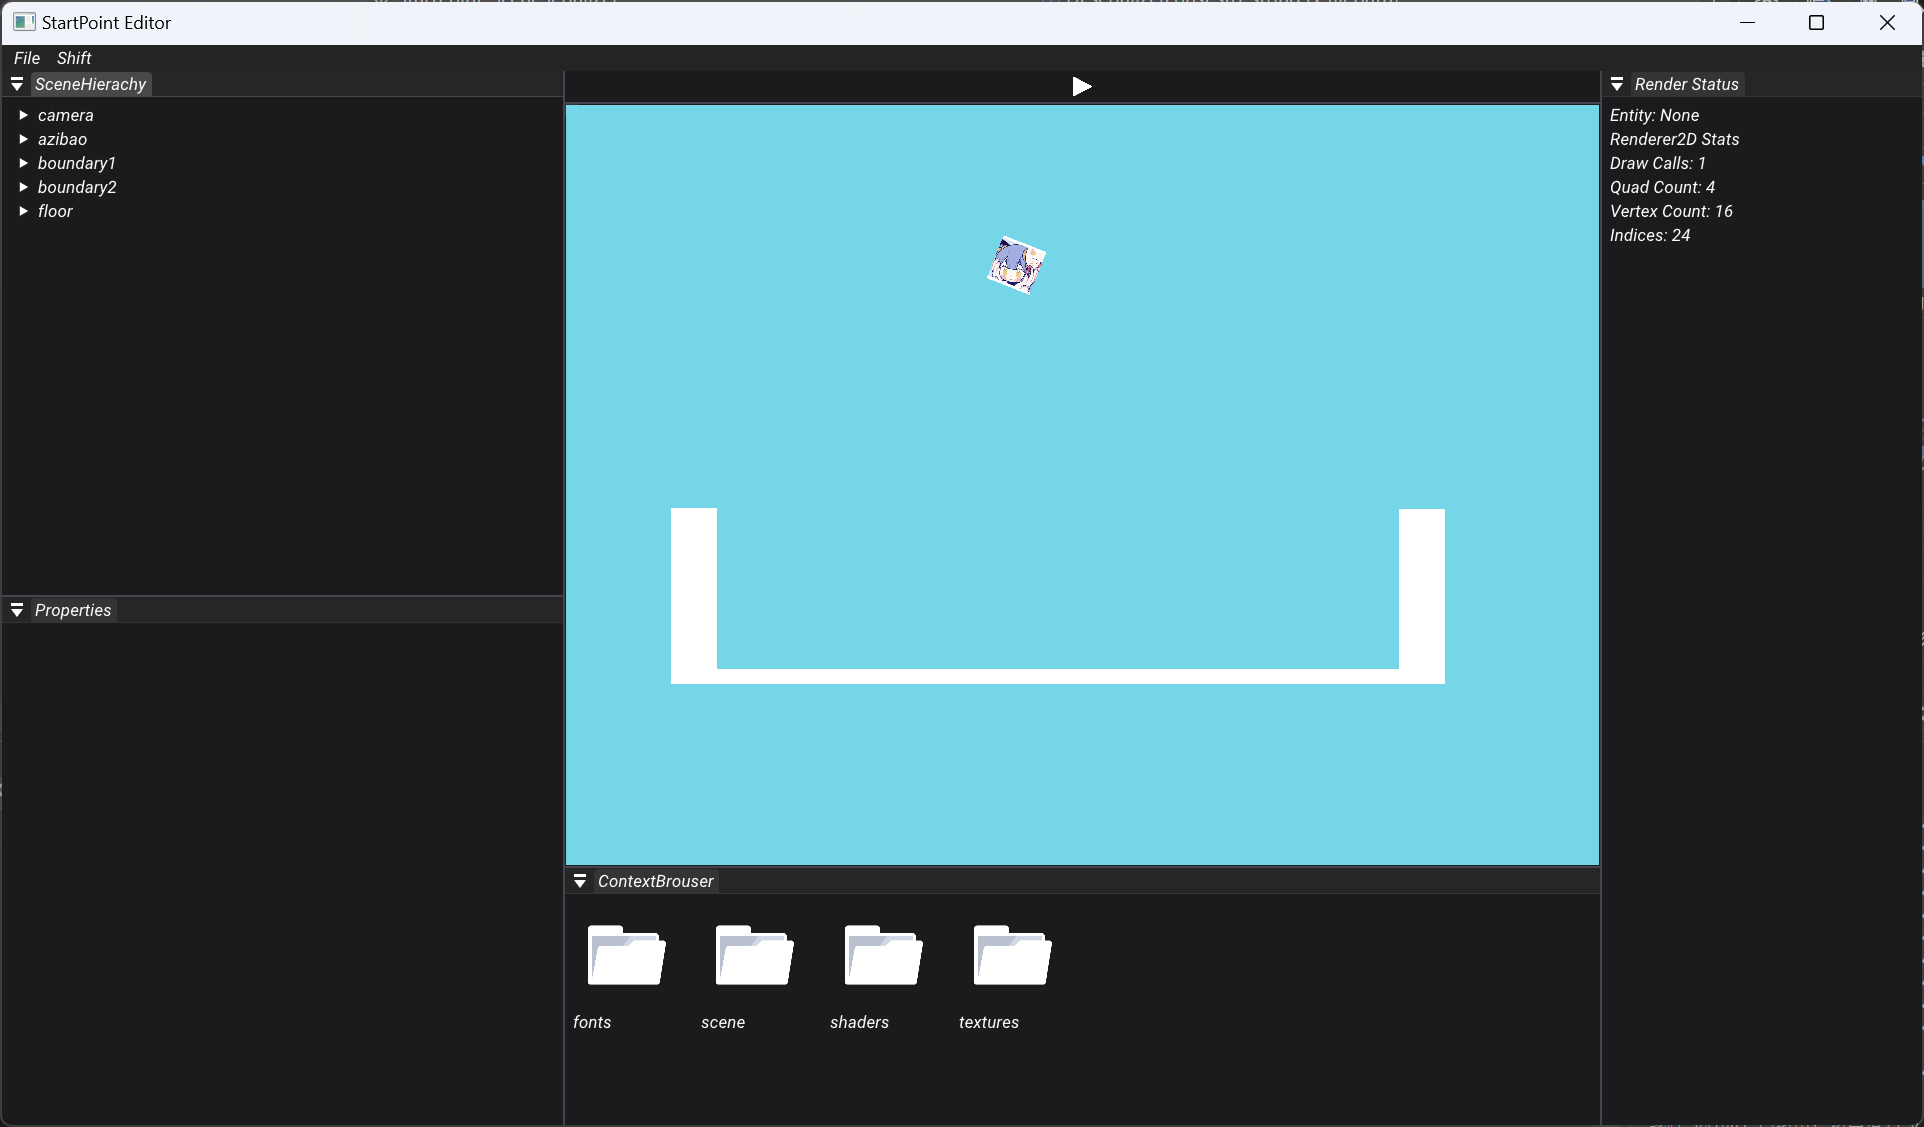 StartPoint Editor
File Shift
SceneHierachy
camera
azibao
boundary1
boundary2
floor
Properties
ContextBrouser
fonts
scene
shaders
textures
Render Status
Entity: None
Renderer2D Stats
Draw Calls: 1
Quad Count: 4
Vertex Count: 16
Indices: 24